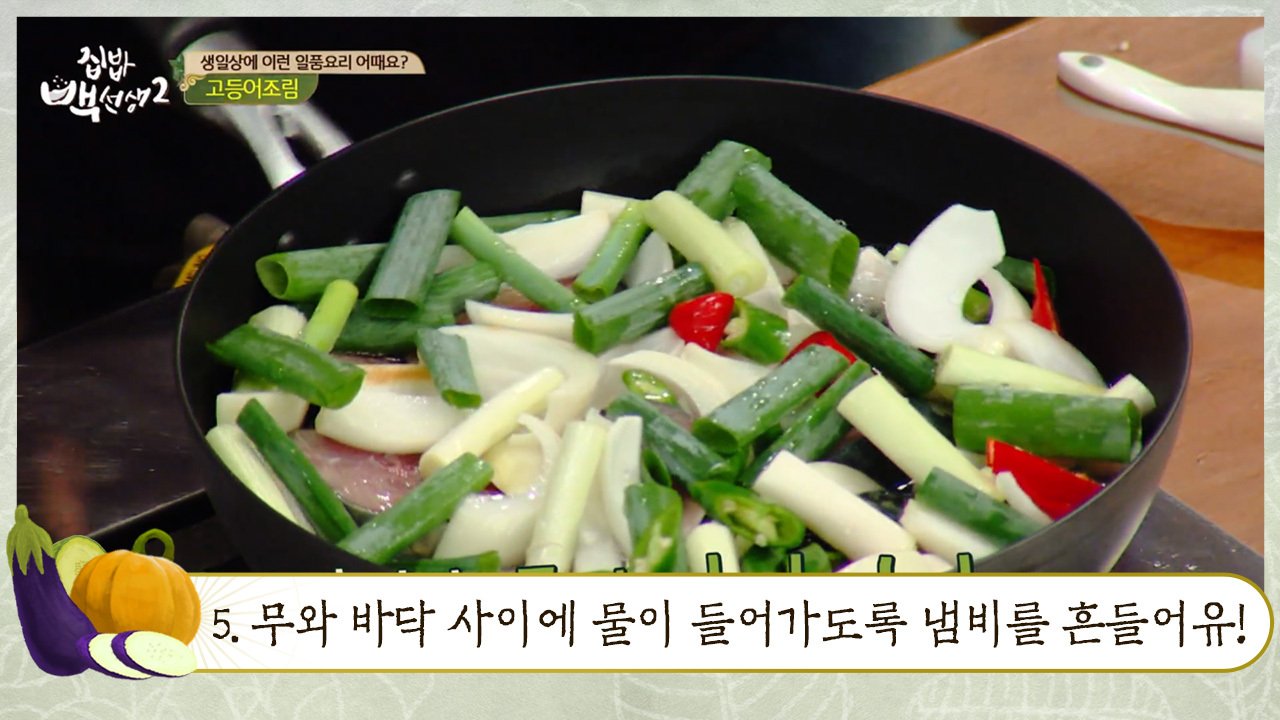 집밥
백선생2
생일상에 이런 일품요리 어때요?
고등어조림
5. 무와 바닥 사이에 물이 들어가도록 냄비를 흔들어유!